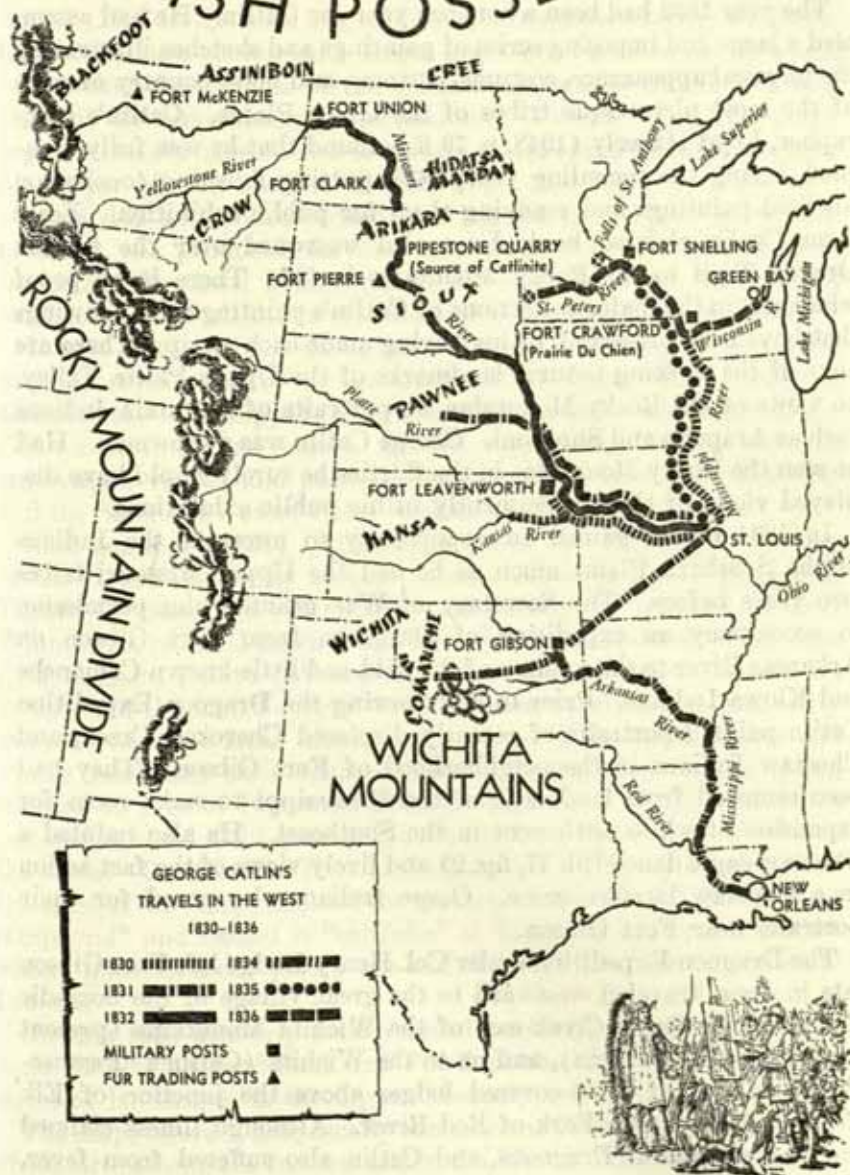 BLACKFOOT
ASSINIBOIN
CREE
FORT McKENZIE
FORT UNION
Missouri
HIDATSA
MANDAN
Falls of St. Anthony
Lake Superior
Yellowstone River
FORT CLARK
CROW
ARIKARA
PIPESTONE QUARRY
(Source of Catlinite)
FORT SNELLING
GREEN BAY
Lake Michigan
FORT PIERRE
SIOUX
River
St. Peters River
FORT CRAWFORD
(Prairie Du Chien)
Wisconsin
River
ROCKY MOUNTAIN DIVIDE
Platte
River
PAWNEE
FORT LEAVENWORTH
KANSA
Kansas River
ST. LOUIS
Ohio River
WICHITA
COMANCHE
FORT GIBSON
Arkansas River
WICHITA
MOUNTAINS
Red River
Mississippi River
NEW
ORLEANS
GEORGE CATLIN'S
TRAVELS IN THE WEST
1830-1836
1830 1834
1831 1835
1832 1836
MILITARY POSTS
FUR TRADING POSTS